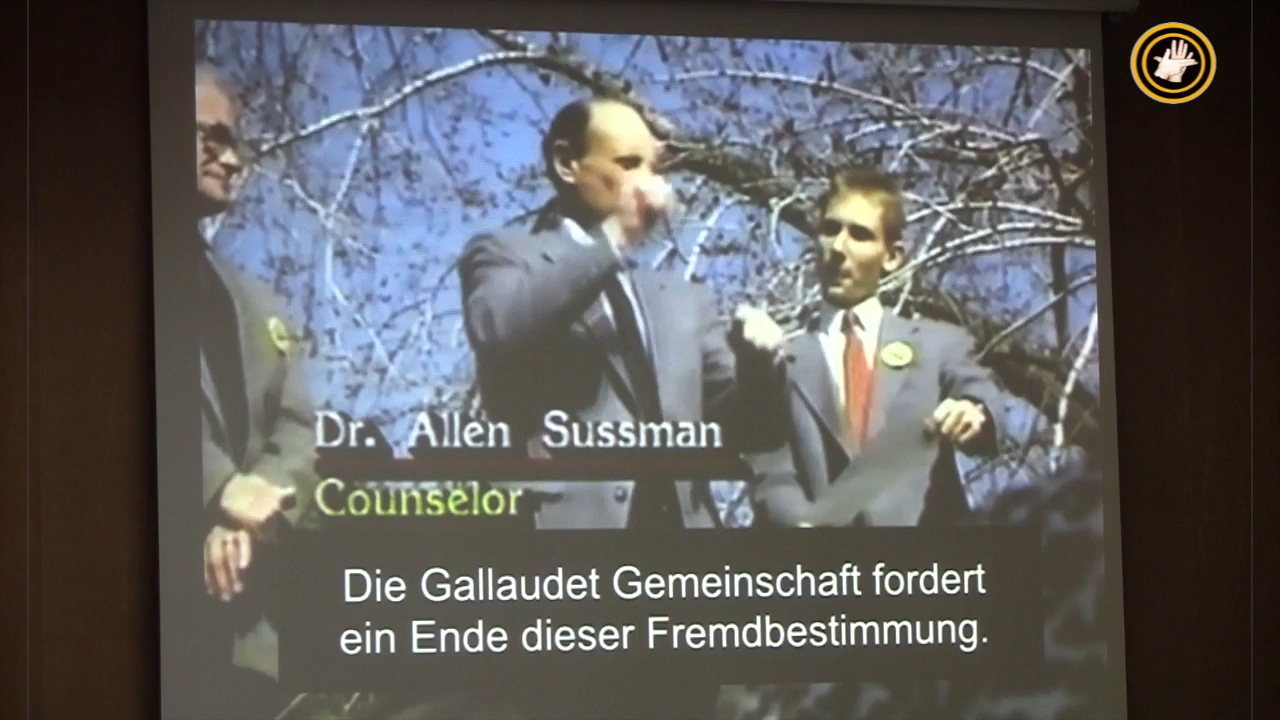 Dr. Allen Sussman
Counselor
Die Gallaudet Gemeinschaft fordert
ein Ende dieser Fremdbestimmung.